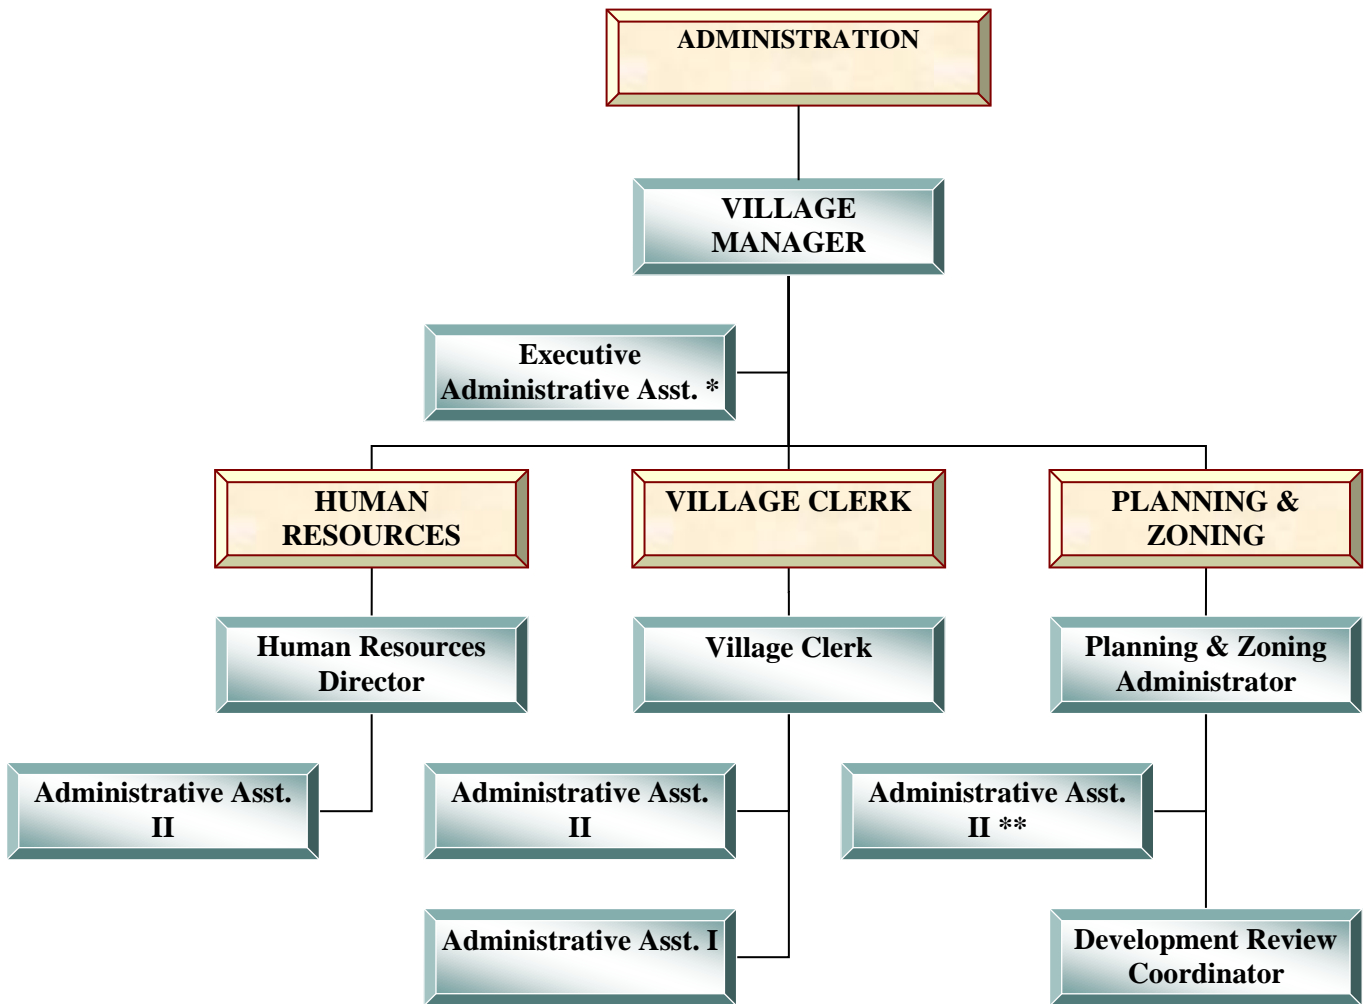 ADMINISTRATION
VILLAGE
MANAGER
Executive
Administrative Asst. *
HUMAN
RESOURCES
VILLAGE CLERK
PLANNING &
ZONING
Human Resources
Director
Village Clerk
Planning & Zoning
Administrator
Administrative Asst.
II
Administrative Asst.
II
Administrative Asst.
II **
Administrative Asst. I
Development Review
Coordinator